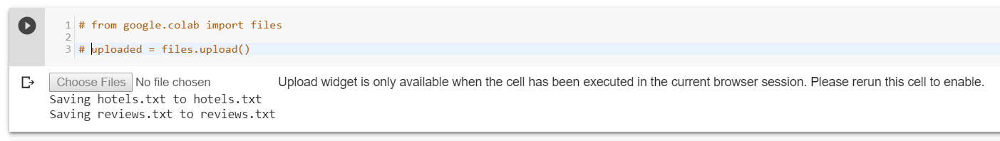 1 # from google.colab import files
2
3 # uploaded = files.upload()
Choose Files No file chosen Upload widget is only available when the cell has been executed in the current browser session. Please rerun this cell to enable.
Saving hotels.txt to hotels.txt
Saving reviews.txt to reviews.txt